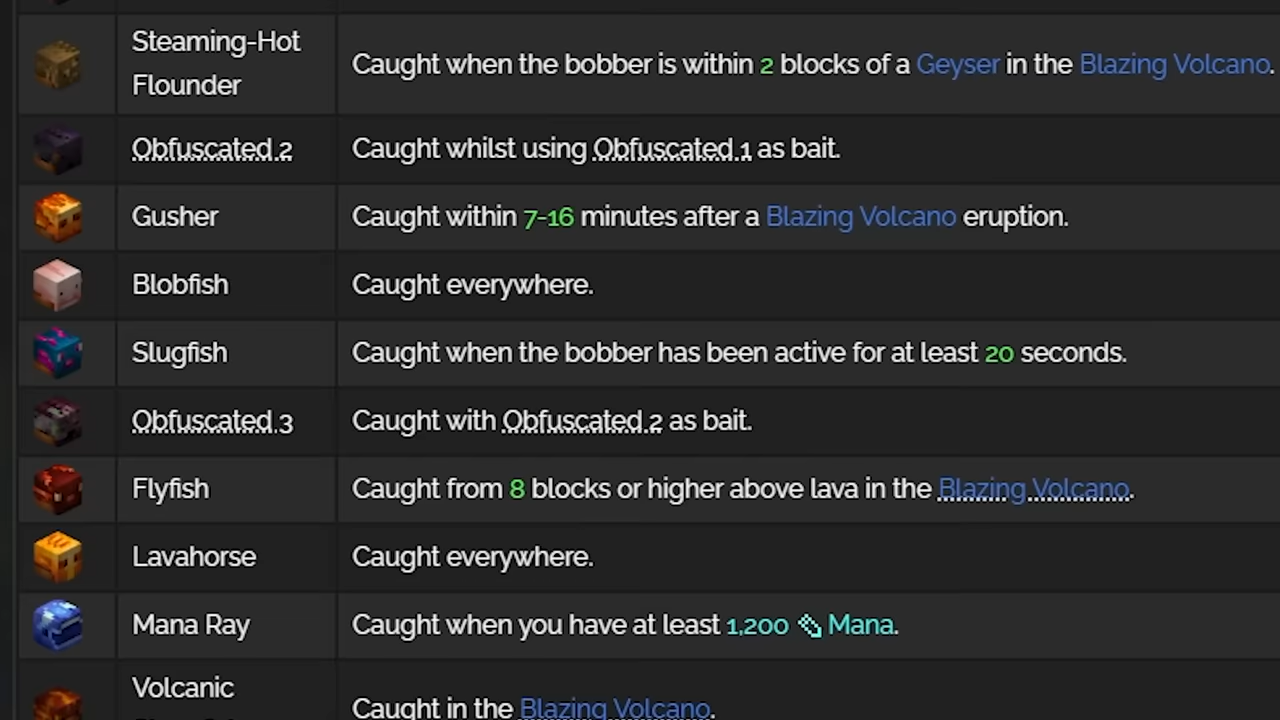 Steaming-Hot
Flounder
Caught when the bobber is within 2 blocks of a Geyser in the Blazing Volcano.
Obfuscated 2
Caught whilst using Obfuscated 1 as bait.
Gusher
Caught within 7-16 minutes after a Blazing Volcano eruption.
Blobfish
Caught everywhere.
Slugfish
Caught when the bobber has been active for at least 20 seconds.
Obfuscated 3
Caught with Obfuscated 2 as bait.
Flyfish
Caught from 8 blocks or higher above lava in the Blazing Volcano.
Lavahorse
Caught everywhere.
Mana Ray
Caught when you have at least 1,200 Mana.
Volcanic
Caught in the Blazing Volcano.